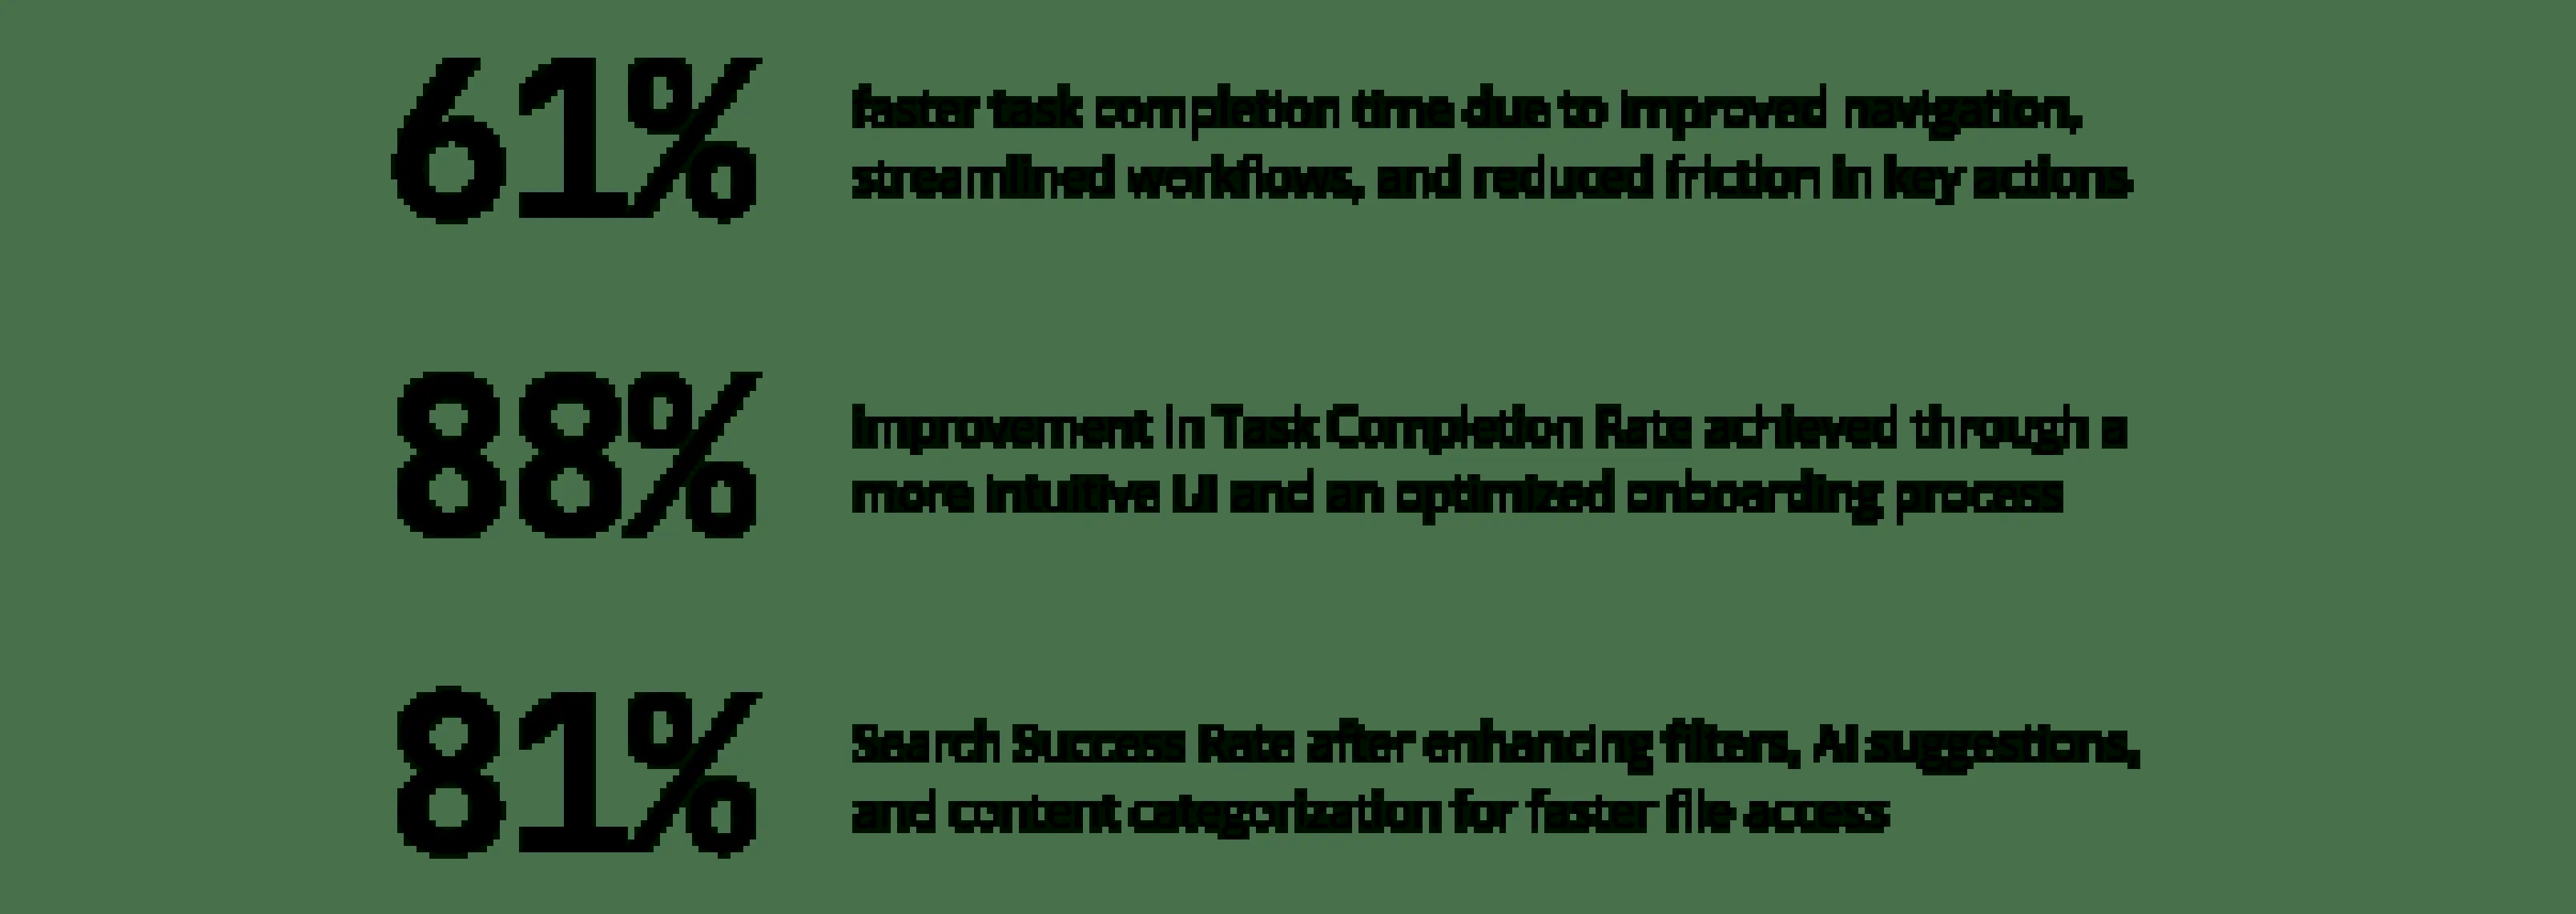 61%
faster task completion time due to improved navigation,
streamlined workflows, and reduced friction in key actions.
88%
Improvement in Task Completion Rate achieved through a
more intuitive UI and an optimized onboarding process
81%
Search Success Rate after enhancing filters, AI suggestions,
and content categorization for faster file access